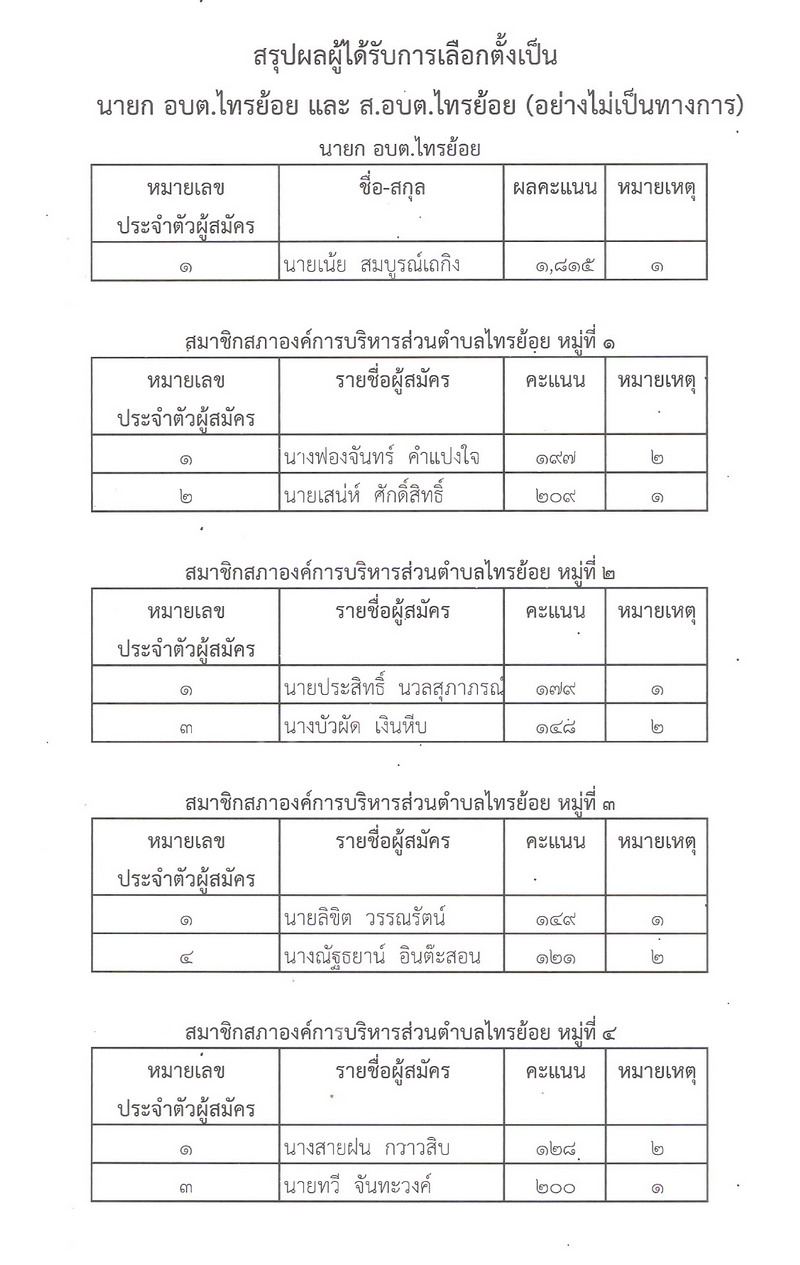 สรุปผลผู้ได้รับการเลือกตั้งเป็น
นายก อบต.ไทรย้อย และ ส.อบต.ไทรย้อย (อย่างไม่เป็นทางการ)
นายก อบต.ไทรย้อย
หมายเลข ชื่อ-สกุล ผลคะแนน หมายเหตุ
ประจำตัวผู้สมัคร
๑ นายเน้ย สมบูรณ์เถกิง ๑,๘๑๕ ๑
สมาชิกสภาองค์การบริหารส่วนตำบลไทรย้อย หมู่ที่ ๑
หมายเลข รายชื่อผู้สมัคร คะแนน หมายเหตุ
ประจำตัวผู้สมัคร
๑ นางฟองจันทร์ คำแปงใจ ๑๙๗ ๒
๒ นายเสน่ห์ ศักดิ์สิทธิ์ ๒๐๙ ๑
สมาชิกสภาองค์การบริหารส่วนตำบลไทรย้อย หมู่ที่ ๒
หมายเลข รายชื่อผู้สมัคร คะแนน หมายเหตุ
ประจำตัวผู้สมัคร
๑ นายประสิทธิ์ นวลสุภาภรณ์ ๑๗๙ ๑
๓ นางบัวผัด เงินหีบ ๑๔๘ ๒
สมาชิกสภาองค์การบริหารส่วนตำบลไทรย้อย หมู่ที่ ๓
หมายเลข รายชื่อผู้สมัคร คะแนน หมายเหตุ
ประจำตัวผู้สมัคร
๑ นายลิขิต วรรณรัตน์ ๑๔๙ ๑
๔ นางณัฐธยาน์ อินต๊ะสอน ๑๒๑ ๒
สมาชิกสภาองค์การบริหารส่วนตำบลไทรย้อย หมู่ที่ ๔
หมายเลข รายชื่อผู้สมัคร คะแนน หมายเหตุ
ประจำตัวผู้สมัคร
๑ นางสายฝน กวาวสิบ ๑๒๘ ๒
๓ นายทวี จันทะวงค์ ๒๐๐ ๑